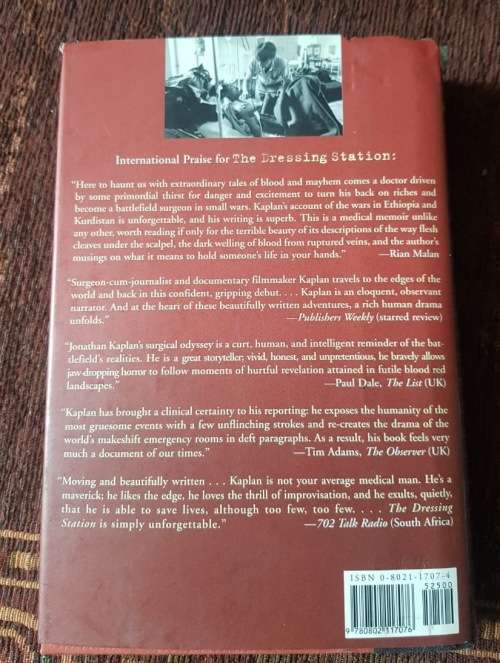 International Praise for The Dressing Station:
"Here to haunt us with extraordinary tales of blood and mayhem comes a doctor driven
by some primordial thirst for danger and excitement to turn his back on riches and
become a battlefield surgeon in small wars. Kaplan's account of the wars in Ethiopia and
Kurdistan is unforgettable, and his writing is superb. This is a medical memoir unlike
any other, worth reading if only for the terrible beauty of its descriptions of the way flesh
cleaves under the scalpel, the dark welling of blood from ruptured veins, and the author's
musings on what it means to hold someone's life in your hands." —Rian Malan
"Surgeon-cum-journalist and documentary filmmaker Kaplan travels to the edges of the
world and back in this confident, gripping debut. . . . Kaplan is an eloquent, observant
narrator. And at the heart of these beautifully written adventures, a rich human drama
unfolds." —Publishers Weekly (starred review)
"Jonathan Kaplan's surgical odyssey is a curt, human, and intelligent reminder of the bat-
tlefield's realities. He is a great storyteller; vivid, honest, and unpretentious, he bravely allows
jaw-dropping horror to follow moments of hurtful revelation attained in futile blood red
landscapes." —Paul Dale, The List (UK)
"Kaplan has brought a clinical certainty to his reporting: he exposes the humanity of the
most gruesome events with a few unflinching strokes and re-creates the drama of the
world's makeshift emergency rooms in deft paragraphs. As a result, his book feels very
much a document of our times." —Tim Adams, The Observer (UK)
"Moving and beautifully written . . . Kaplan is not your average medical man. He's a
maverick; he likes the edge, he loves the thrill of improvisation, and he exults, quietly,
that he is able to save lives, although too few, too few. . . . The Dressing
Station is simply unforgettable." —702 Talk Radio (South Africa)
ISBN 0-8021-1707-4
52500
9 780802 117076